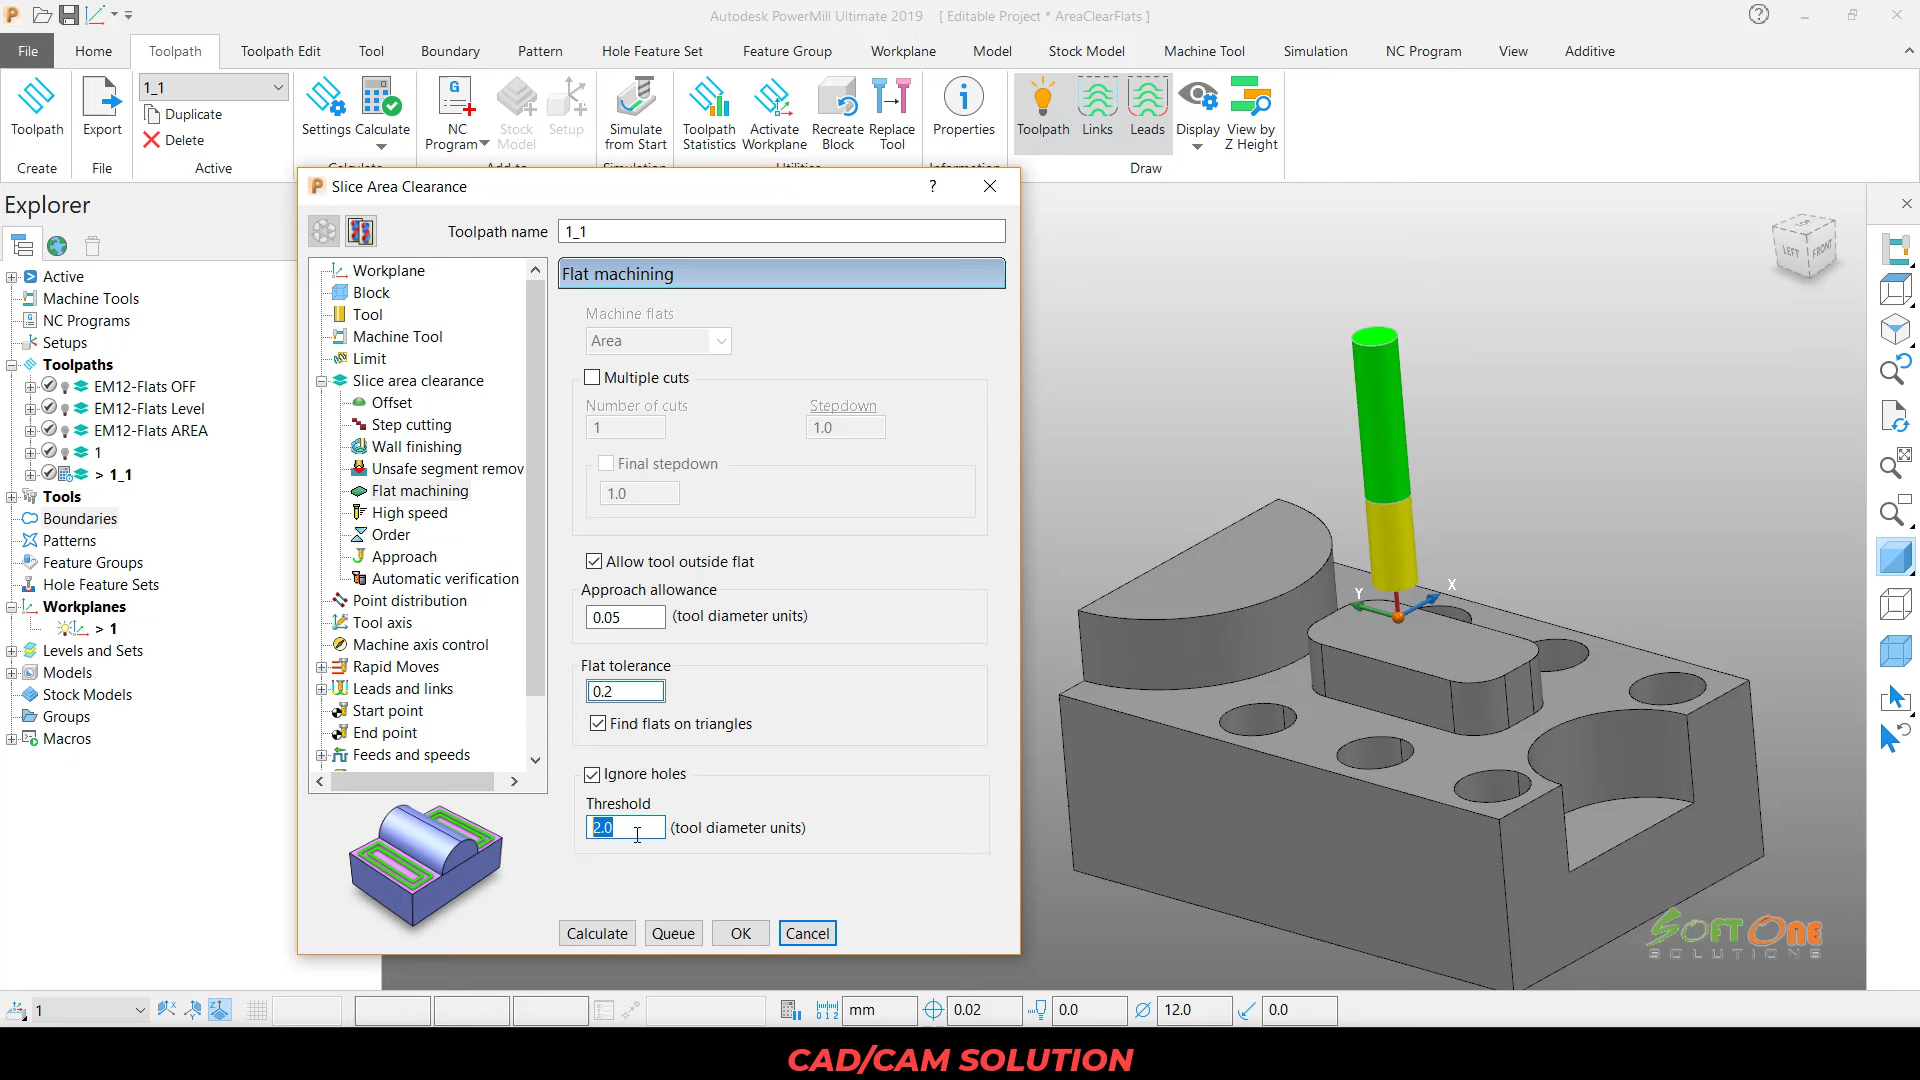 Autodesk PowerMill Ultimate 2019 [ Editable Project * AreaClearFlats ]
File Home Toolpath Toolpath Edit Tool Boundary Pattern Hole Feature Set Feature Group Workplane Model Stock Model Machine Tool Simulation NC Program View Additive
Toolpath
Create
Export
File
1_1
Duplicate
Delete
Active
Settings
Calculate
NC
Program
Stock
Model
Setup
Simulate
from Start
Toolpath
Statistics
Activate
Workplane
Recreate
Block
Replace
Tool
Properties
Toolpath
Links
Leads
Display
View by
Z Height
Draw
Explorer
Active
Machine Tools
NC Programs
Setups
Toolpaths
EM12-Flats OFF
EM12-Flats Level
EM12-Flats AREA
1
> 1_1
Tools
Boundaries
Patterns
Feature Groups
Hole Feature Sets
Workplanes
> 1
Levels and Sets
Models
Stock Models
Groups
Macros
Slice Area Clearance
?
Toolpath name 1_1
Workplane
Block
Tool
Machine Tool
Limit
Slice area clearance
Offset
Step cutting
Wall finishing
Unsafe segment remov
Flat machining
High speed
Order
Approach
Automatic verification
Point distribution
Tool axis
Machine axis control
Rapid Moves
Leads and links
Start point
End point
Feeds and speeds
Flat machining
Machine flats
Area
Multiple cuts
Number of cuts Stepdown
1 1.0
Final stepdown
1.0
Allow tool outside flat
Approach allowance
0.05 (tool diameter units)
Flat tolerance
0.2
Find flats on triangles
Ignore holes
Threshold
2.0 (tool diameter units)
Calculate Queue OK Cancel
LEFT FRONT
Y X
SOFTONE
SOLUTIONS
1 mm 0.02 0.0 12.0 0.0
CAD/CAM SOLUTION